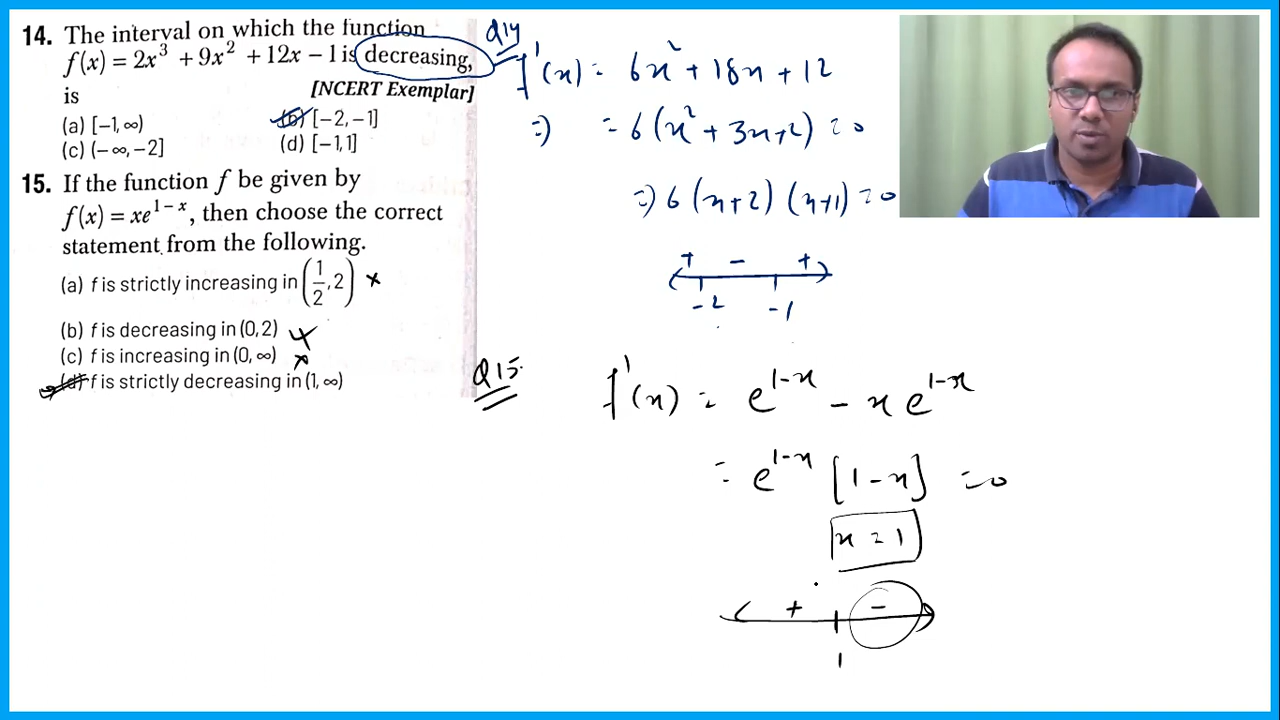 14. The interval on which the function
f(x) = 2x³ + 9x² + 12x − 1 is decreasing,
is
[NCERT Exemplar]
(a) [−1, ∞)
(b) [−2, −1]
(c) (−∞, −2]
(d) [−1, 1]
15. If the function f be given by
f(x) = xe^{1−x}, then choose the correct
statement from the following.
(a) f is strictly increasing in (1/2, 2) ×
(b) f is decreasing in (0, 2) ×
(c) f is increasing in (0, ∞) ×
(d) f is strictly decreasing in (1, ∞)
Q14
f'(x) = 6x² + 18x + 12
⇒ = 6(x² + 3x + 2) = 0
⇒ 6(x+2)(x+1) = 0
+ − +
−2 −1
Q15.
f'(x) = e^{1−x} − x e^{1−x}
= e^{1−x} [1 − x] = 0
x = 1
+ −
1